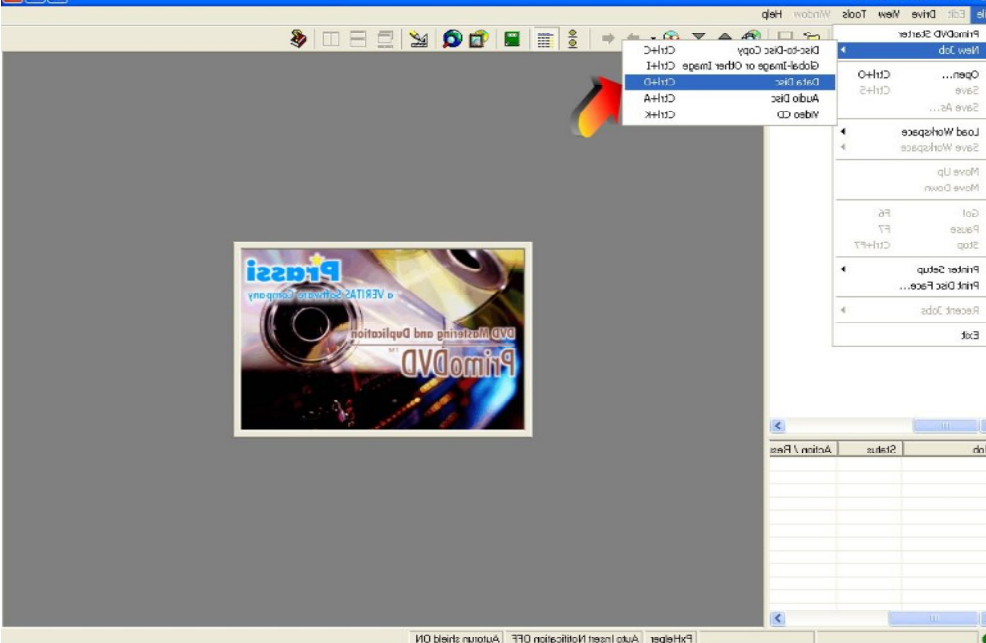 File Edit Drive View Tools Window Help
PrimoDVD Starter
New Job
Open... Ctrl+O
Save Ctrl+S
Save As...
Load Workspace
Save Workspace
Move Up
Move Down
Go! F6
Pause F7
Stop Ctrl+F7
Printer Setup
Print Disc Face...
Recent Jobs
Exit
Disc-to-Disc Copy Ctrl+C
Global-Image or Other Image Ctrl+I
Data Disc Ctrl+D
Audio Disc Ctrl+A
Video CD Ctrl+K
Prassi
a VERITAS Software Company
DVD Mastering and Duplication
PrimoDVD™
Job Status Action / Res
PxHelper Auto Insert Notification OFF Autorun shield ON